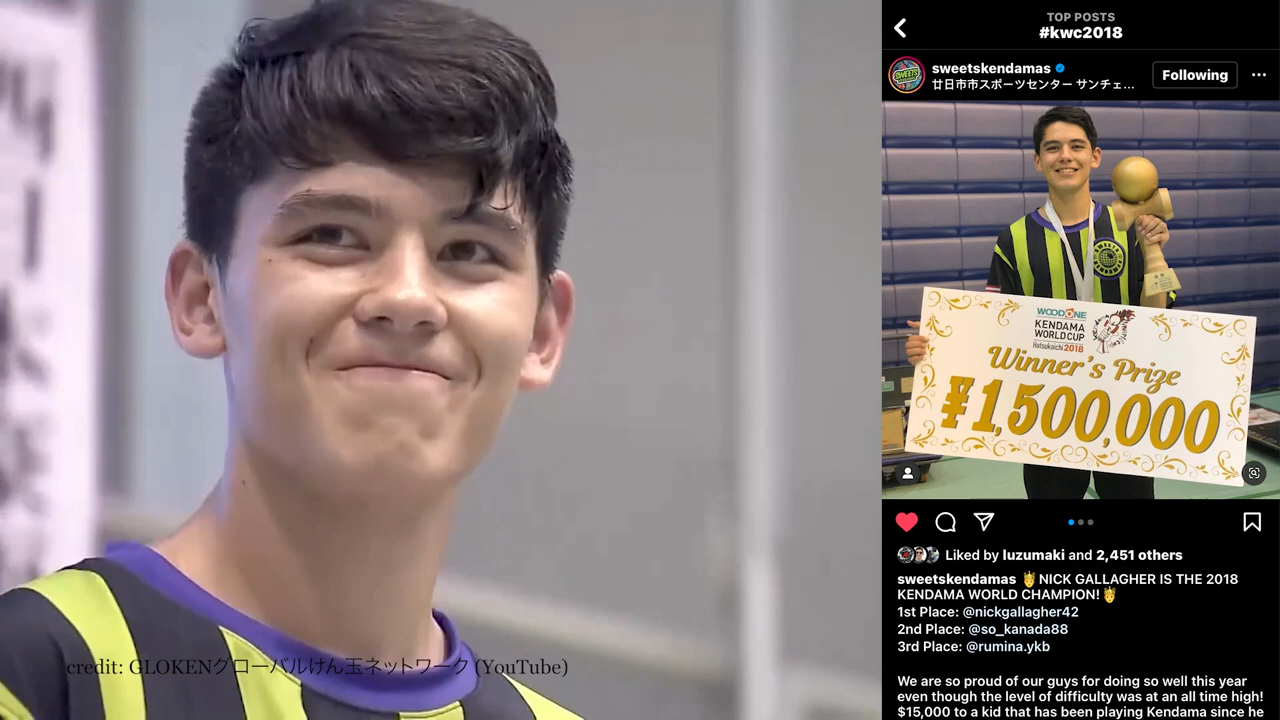 credit: GLOKENグローバルけん玉ネットワーク (YouTube)
TOP POSTS
#kwc2018
SWEETS
sweetskendamas
廿日市市スポーツセンター サンチェ...
Following
WOODONE
KENDAMA
WORLD CUP
Hatsukaichi 2018
Winner's Prize
¥1,500,000
Liked by luzumaki and 2,451 others
sweetskendamas 🤴NICK GALLAGHER IS THE 2018
KENDAMA WORLD CHAMPION!🤴
1st Place: @nickgallagher42
2nd Place: @so_kanada88
3rd Place: @rumina.ykb
We are so proud of our guys for doing so well this year
even though the level of difficulty was at an all time high!
$15,000 to a kid that has been playing Kendama since he